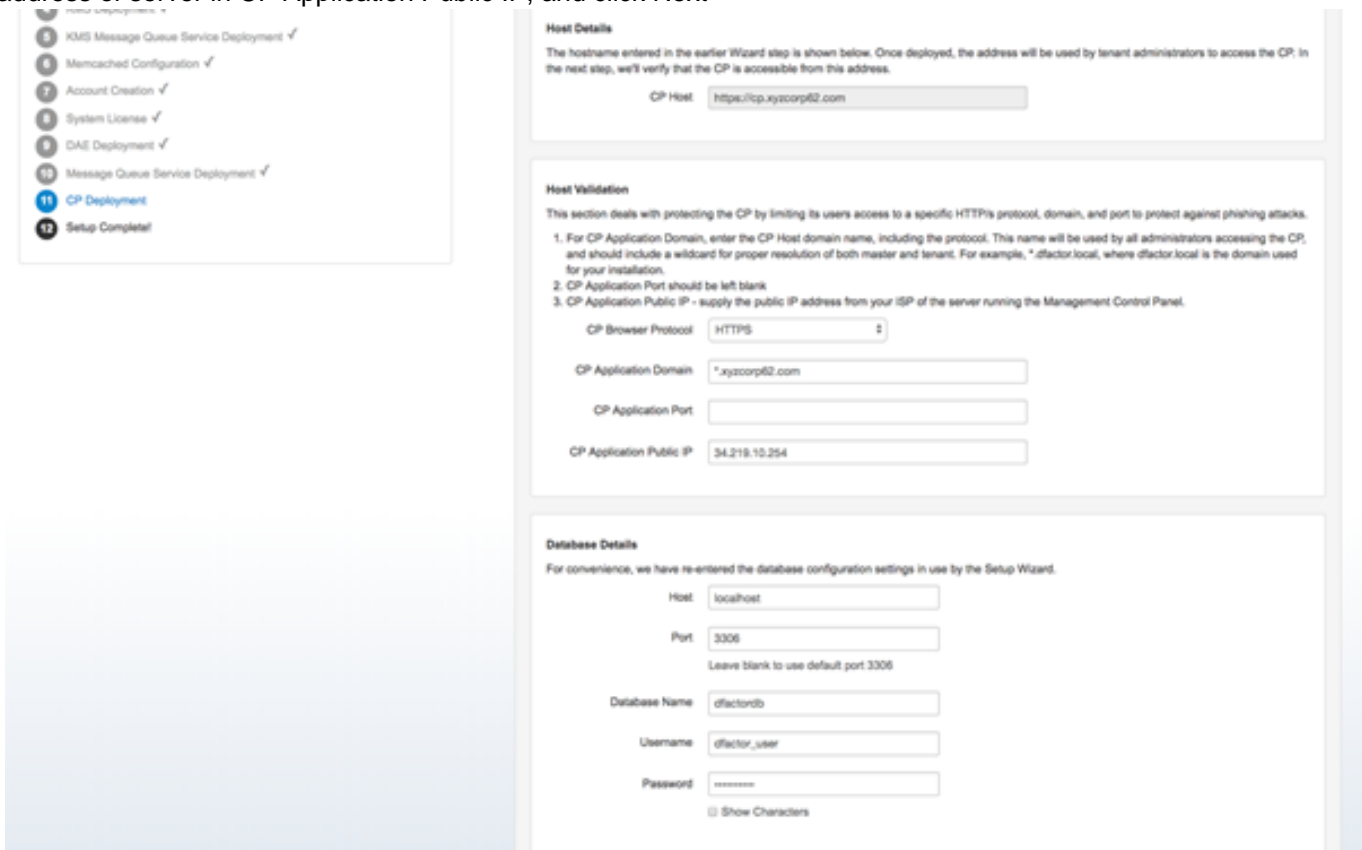 address of server in CP Application Public IP, and click Next
KMS Deployment ✓
5 KMS Message Queue Service Deployment ✓
6 Memcached Configuration ✓
7 Account Creation ✓
8 System License ✓
9 DAE Deployment ✓
10 Message Queue Service Deployment ✓
11 CP Deployment
12 Setup Complete!
Host Details
The hostname entered in the earlier Wizard step is shown below. Once deployed, the address will be used by tenant administrators to access the CP. In
the next step, we'll verify that the CP is accessible from this address.
CP Host https://cp.xyzcorp62.com
Host Validation
This section deals with protecting the CP by limiting its users access to a specific HTTP/s protocol, domain, and port to protect against phishing attacks.
1. For CP Application Domain, enter the CP Host domain name, including the protocol. This name will be used by all administrators accessing the CP,
and should include a wildcard for proper resolution of both master and tenant. For example, *.dfactor.local, where dfactor.local is the domain used
for your installation.
2. CP Application Port should be left blank
3. CP Application Public IP - supply the public IP address from your ISP of the server running the Management Control Panel.
CP Browser Protocol HTTPS
CP Application Domain *.xyzcorp62.com
CP Application Port
CP Application Public IP 34.219.10.254
Database Details
For convenience, we have re-entered the database configuration settings in use by the Setup Wizard.
Host localhost
Port 3306
Leave blank to use default port 3306
Database Name dfactordb
Username dfactor_user
Password ---------
Show Characters